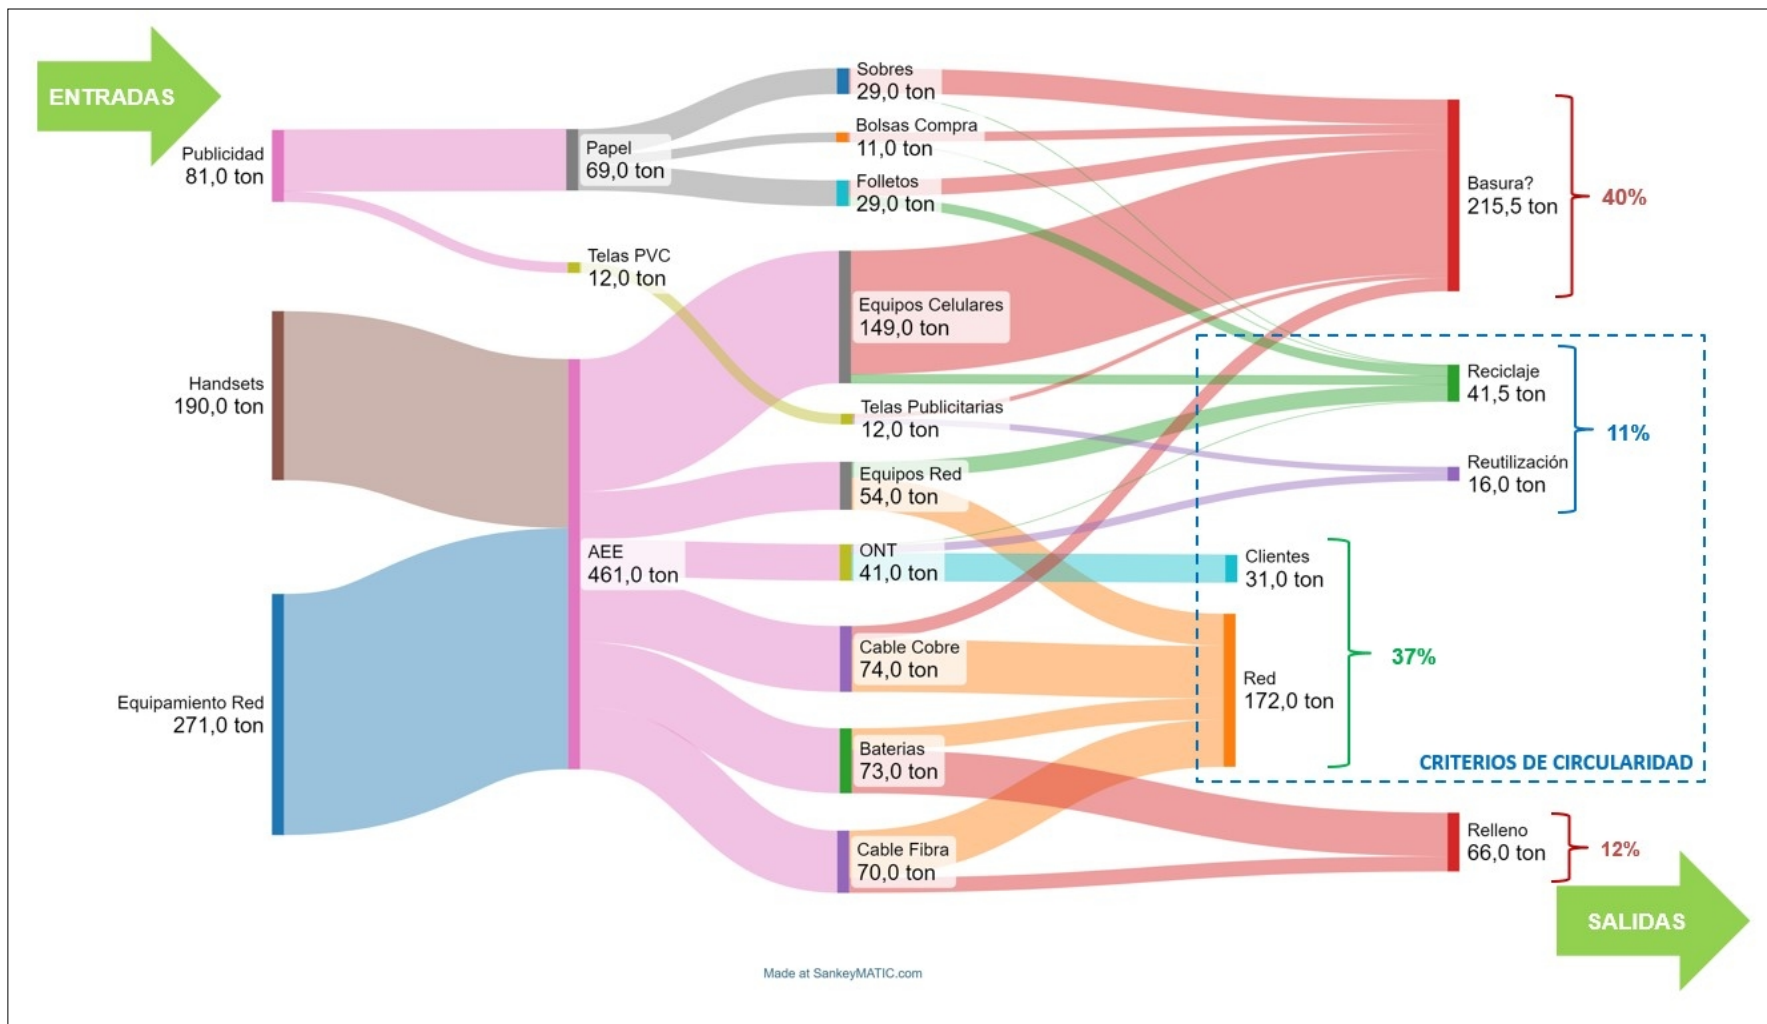 ENTRADAS
Publicidad
81,0 ton
Handsets
190,0 ton
Equipamiento Red
271,0 ton
Papel
69,0 ton
Telas PVC
12,0 ton
AEE
461,0 ton
Sobres
29,0 ton
Bolsas Compra
11,0 ton
Folletos
29,0 ton
Equipos Celulares
149,0 ton
Telas Publicitarias
12,0 ton
Equipos Red
54,0 ton
ONT
41,0 ton
Cable Cobre
74,0 ton
Baterias
73,0 ton
Cable Fibra
70,0 ton
Basura?
215,5 ton
40%
Reciclaje
41,5 ton
Reutilización
16,0 ton
11%
Clientes
31,0 ton
Red
172,0 ton
37%
CRITERIOS DE CIRCULARIDAD
Relleno
66,0 ton
12%
SALIDAS
Made at SankeyMATIC.com